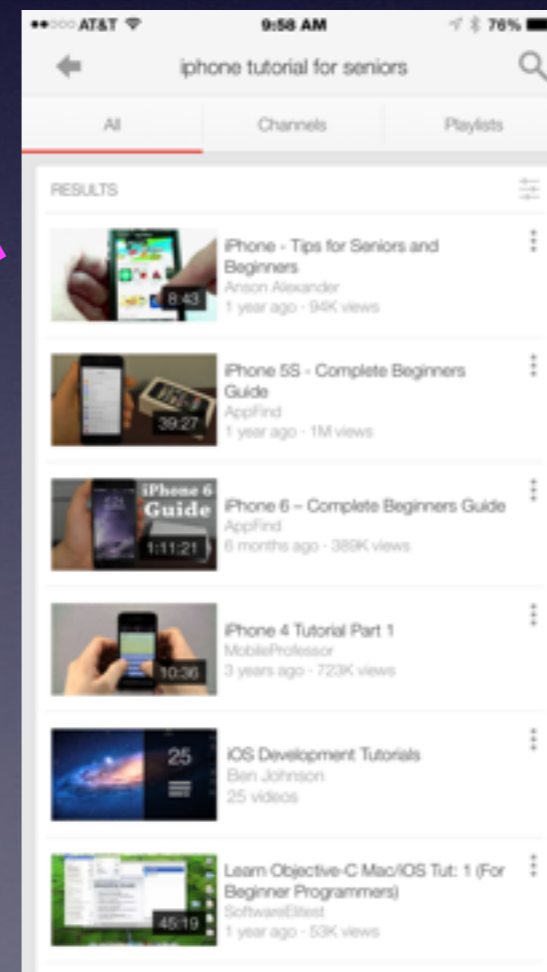 AT&T 9:58 AM 76%
iphone tutorial for seniors
All Channels Playlists
RESULTS
iPhone - Tips for Seniors and
Beginners
Anson Alexander
1 year ago - 94K views
8:43
iPhone 5S - Complete Beginners
Guide
AppFind
1 year ago - 1M views
39:27
iPhone 6
Guide
1:11:21
iPhone 6 – Complete Beginners Guide
AppFind
6 months ago - 389K views
iPhone 4 Tutorial Part 1
MobileProfessor
3 years ago - 723K views
10:36
25
iOS Development Tutorials
Ben Johnson
25 videos
Learn Objective-C Mac/iOS Tut: 1 (For
Beginner Programmers)
SoftwareElitest
1 year ago - 53K views
45:19